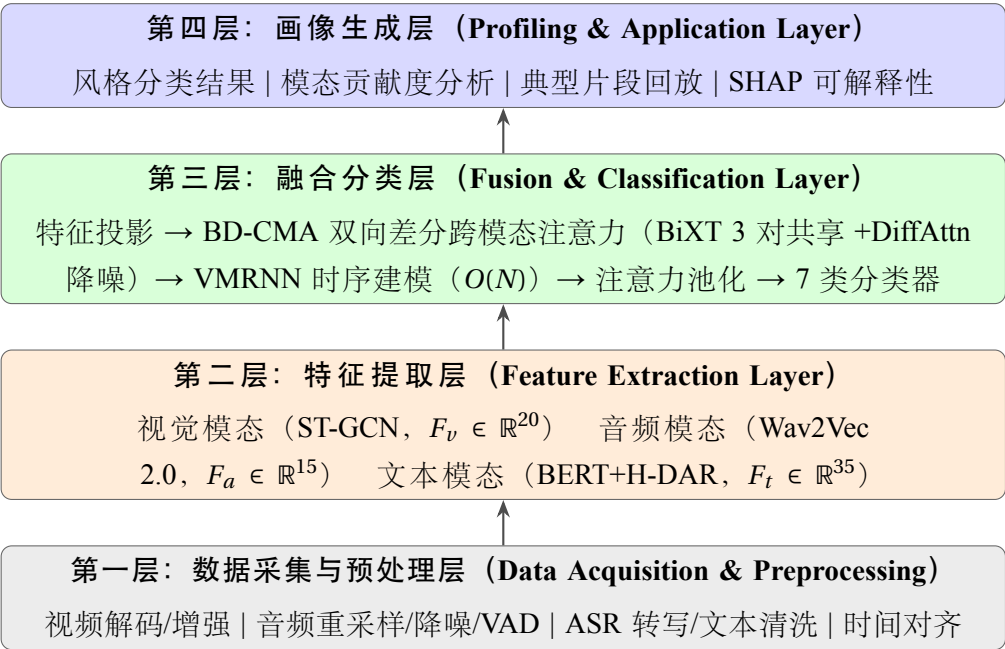 第四层：画像生成层（Profiling & Application Layer）
风格分类结果 | 模态贡献度分析 | 典型片段回放 | SHAP 可解释性
第三层：融合分类层（Fusion & Classification Layer）
特征投影 → BD-CMA 双向差分跨模态注意力（BiXT 3 对共享 +DiffAttn
降噪）→ VMRNN 时序建模（O(N)）→ 注意力池化 → 7 类分类器
第二层：特征提取层（Feature Extraction Layer）
视觉模态（ST-GCN，F_v ∈ ℝ^20） 音频模态（Wav2Vec
2.0，F_a ∈ ℝ^15） 文本模态（BERT+H-DAR，F_t ∈ ℝ^35）
第一层：数据采集与预处理层（Data Acquisition & Preprocessing）
视频解码/增强 | 音频重采样/降噪/VAD | ASR 转写/文本清洗 | 时间对齐